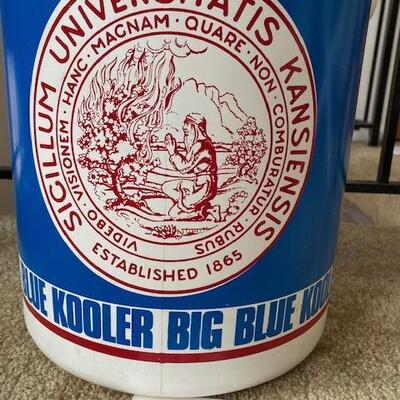 SIGILLUM UNIVERSITATIS KANSIENSIS
VIDEBO · VISIONEM · HANC · MAGNAM · QUARE · NON · COMBURATUR · RUBUS
ESTABLISHED 1865
BLUE KOOLER BIG BLUE KOO